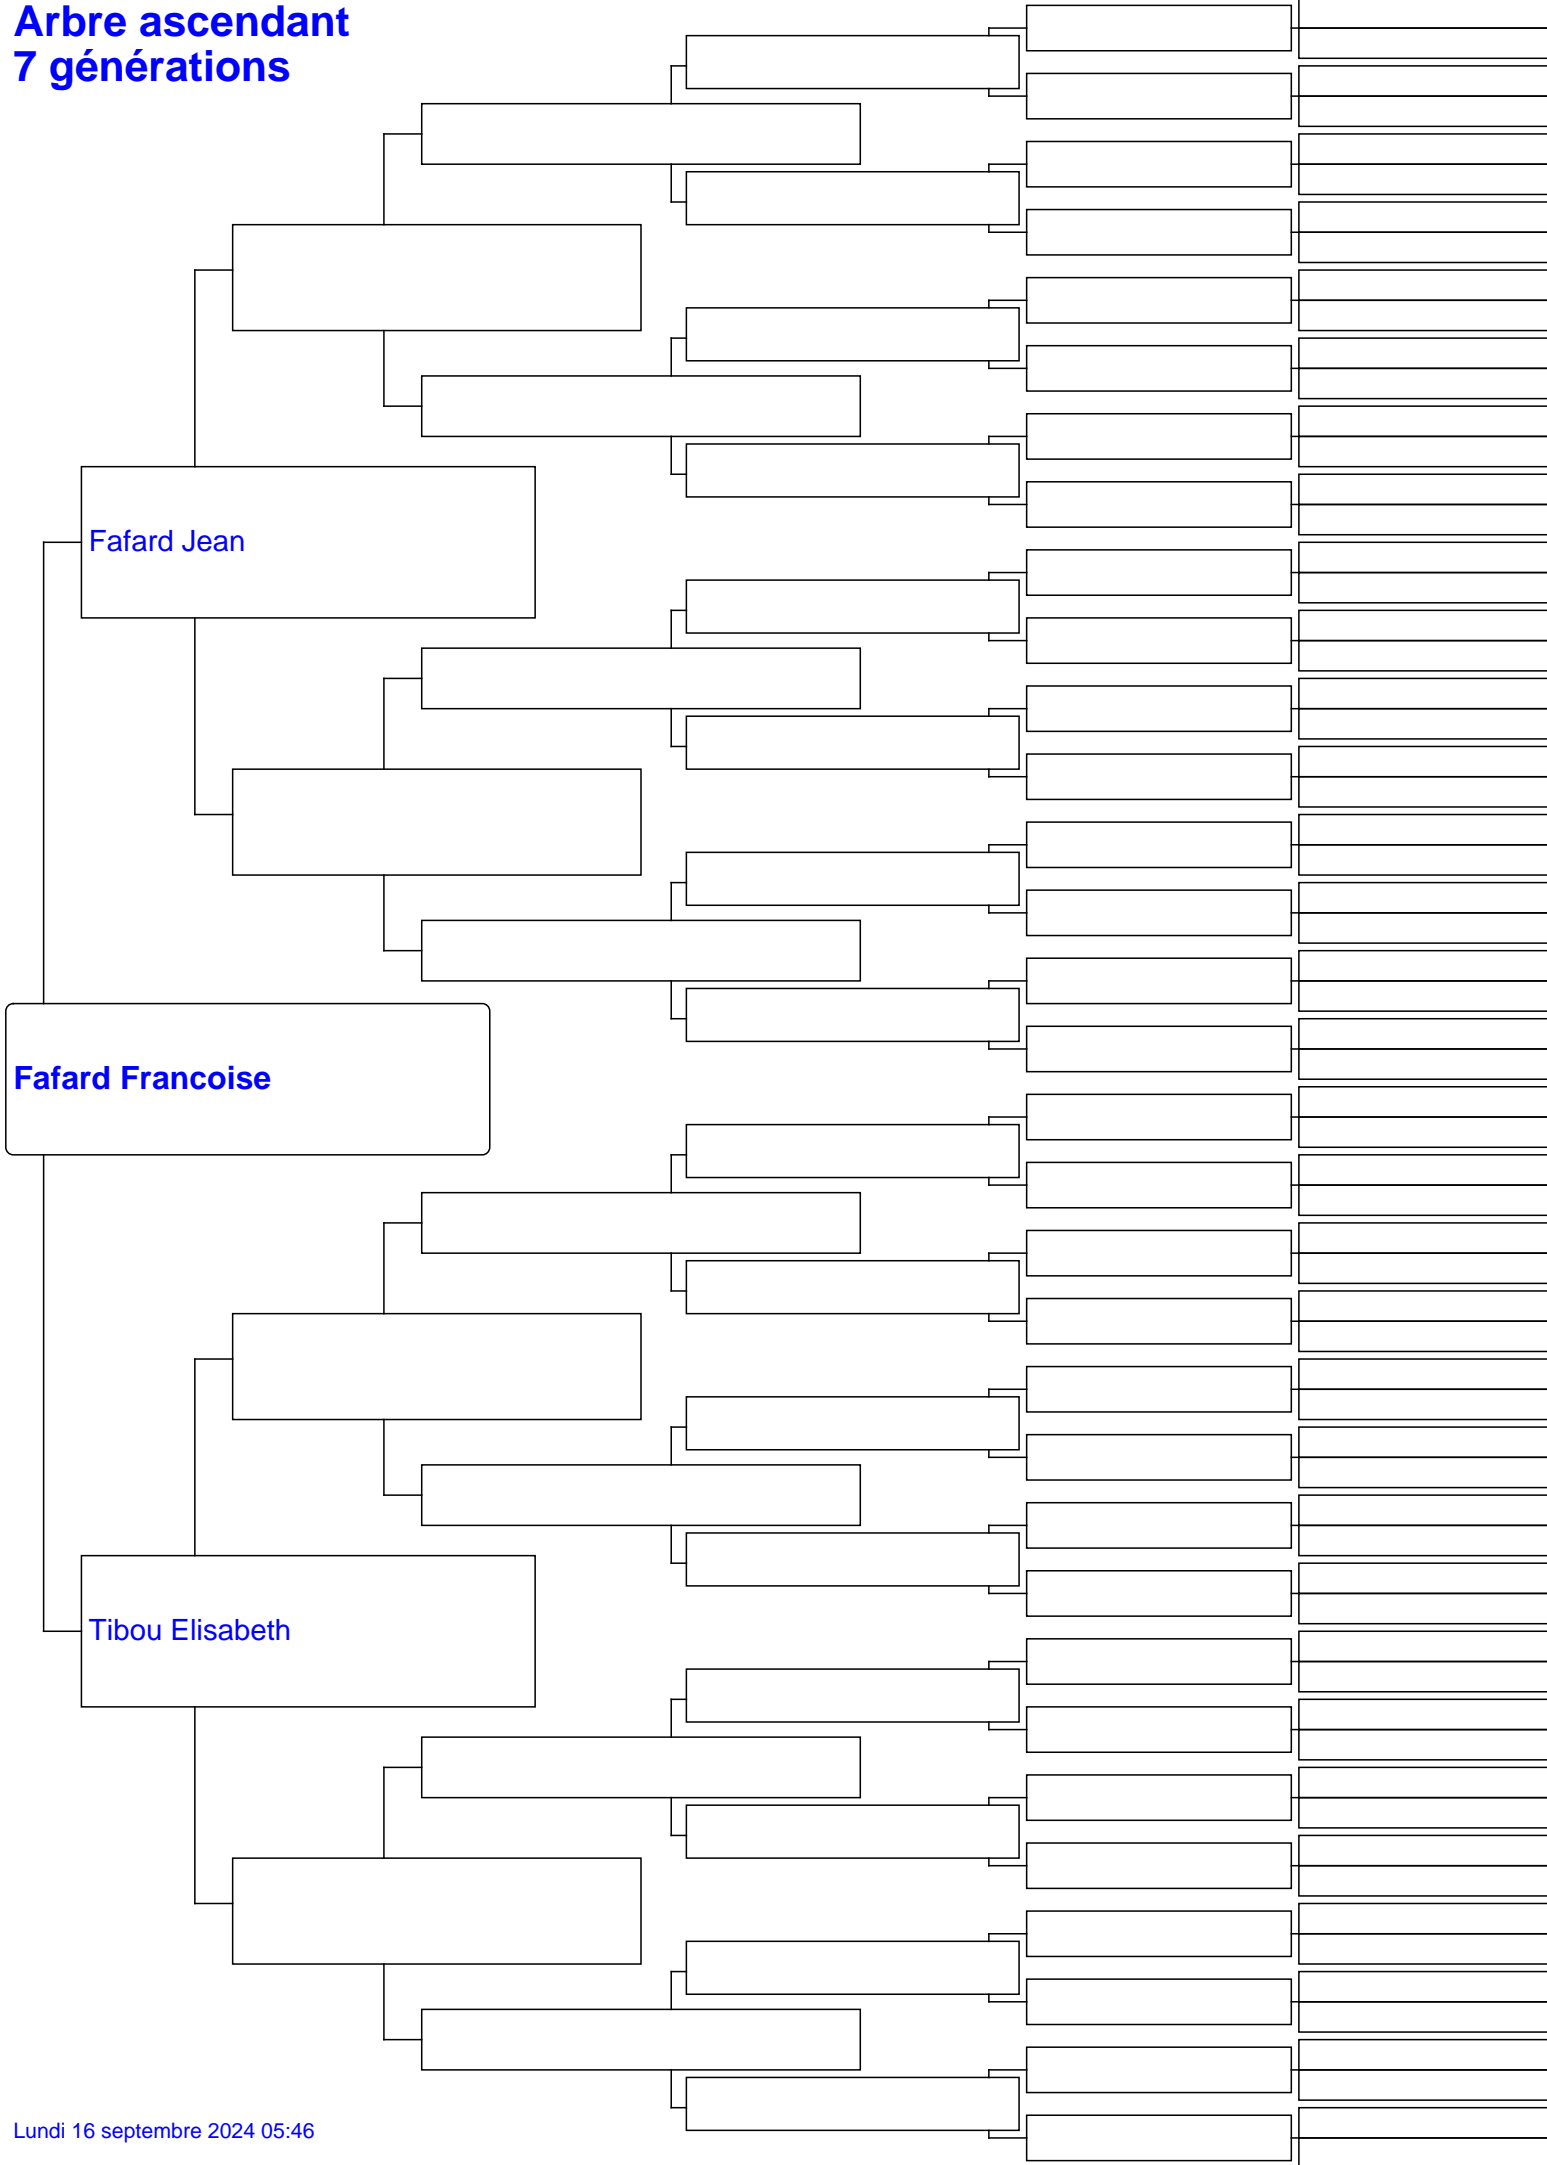 Arbre ascendant
7 générations
Fafard Jean
Fafard Francoise
Tibou Elisabeth
Lundi 16 septembre 2024 05:46